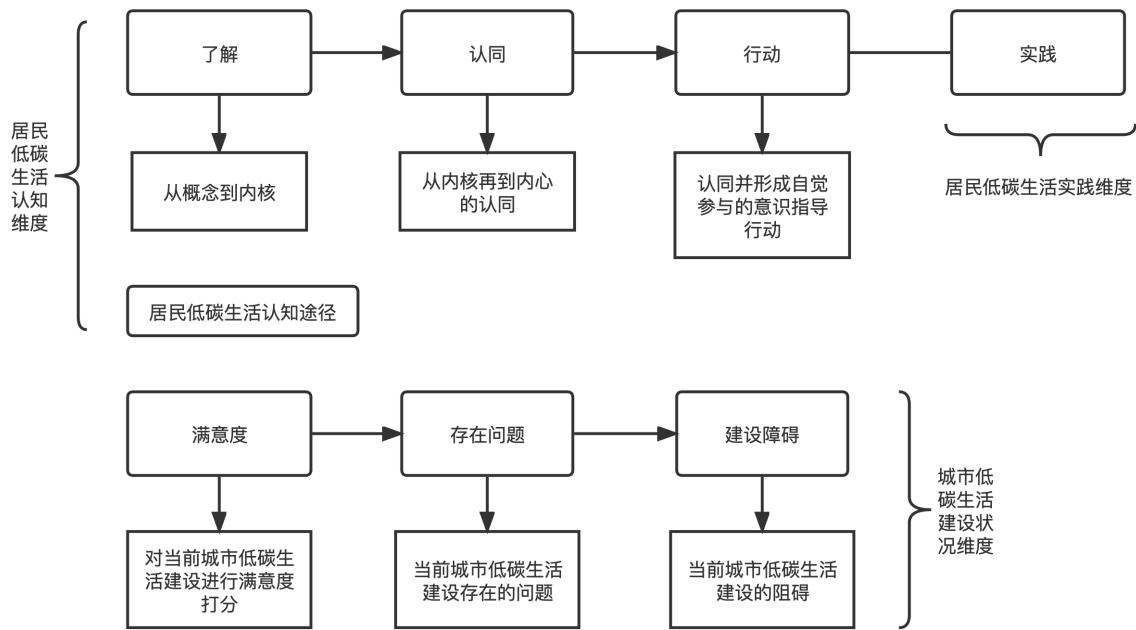 了解
认同
行动
实践
居民
低碳
生活
认知
维度
从概念到内核
从内核再到内心
的认同
认同并形成自觉
参与的意识指导
行动
居民低碳生活实践维度
居民低碳生活认知途径
满意度
存在问题
建设障碍
对当前城市低碳生
活建设进行满意度
打分
当前城市低碳生活
建设存在的问题
当前城市低碳生活
建设的阻碍
城市低
碳生活
建设状
况维度